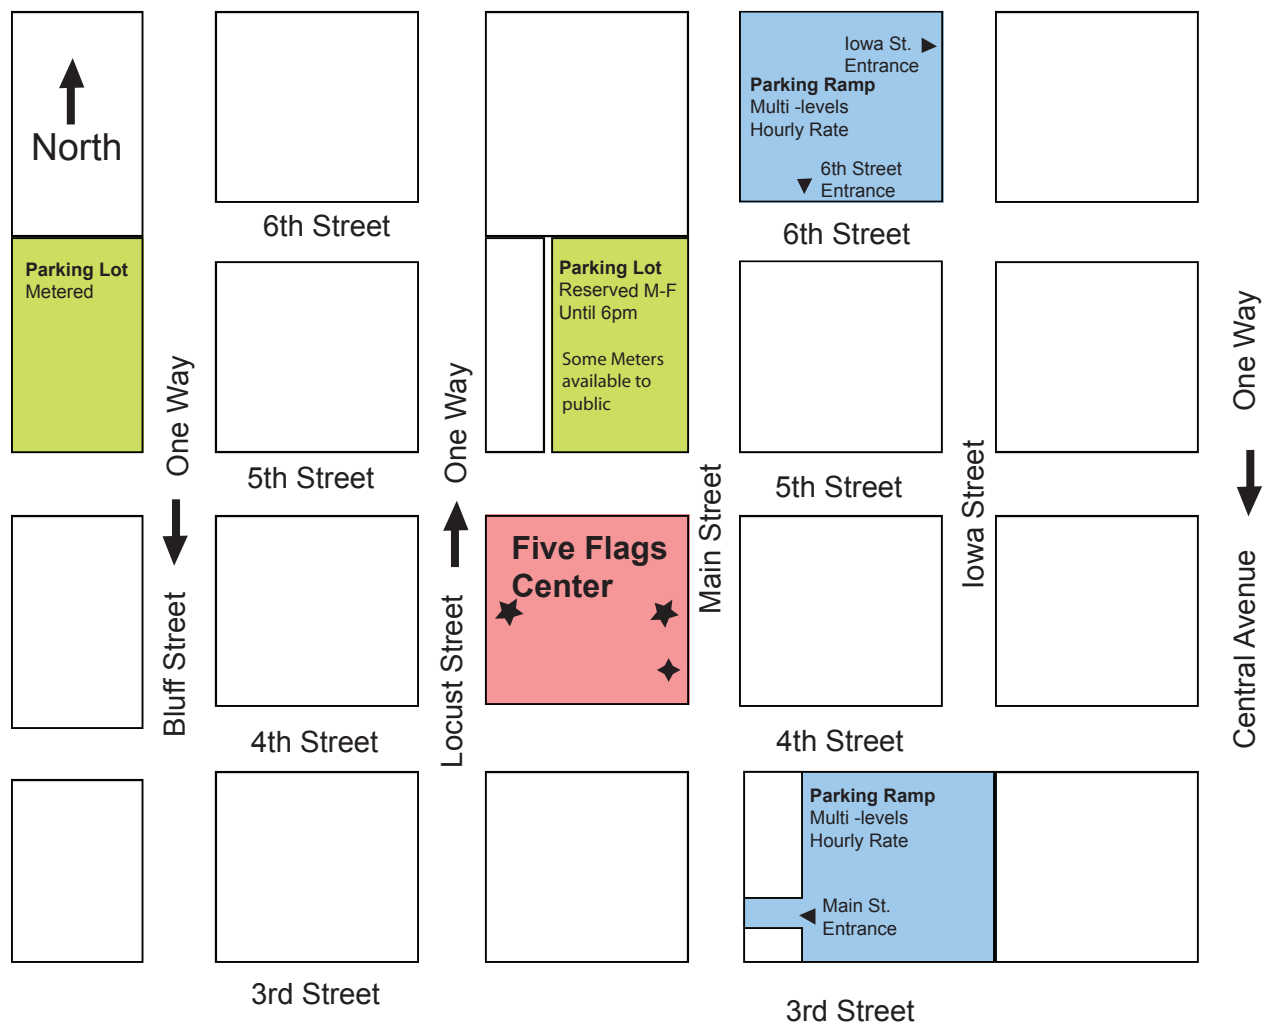 North
Iowa St.
Entrance
Parking Ramp
Multi -levels
Hourly Rate
6th Street
Entrance
6th Street
6th Street
Parking Lot
Metered
Parking Lot
Reserved M-F
Until 6pm
Some Meters
available to
public
One Way
One Way
One Way
5th Street
5th Street
Bluff Street
Locust Street
Five Flags
Center
Main Street
Iowa Street
Central Avenue
4th Street
4th Street
Parking Ramp
Multi -levels
Hourly Rate
Main St.
Entrance
3rd Street
3rd Street